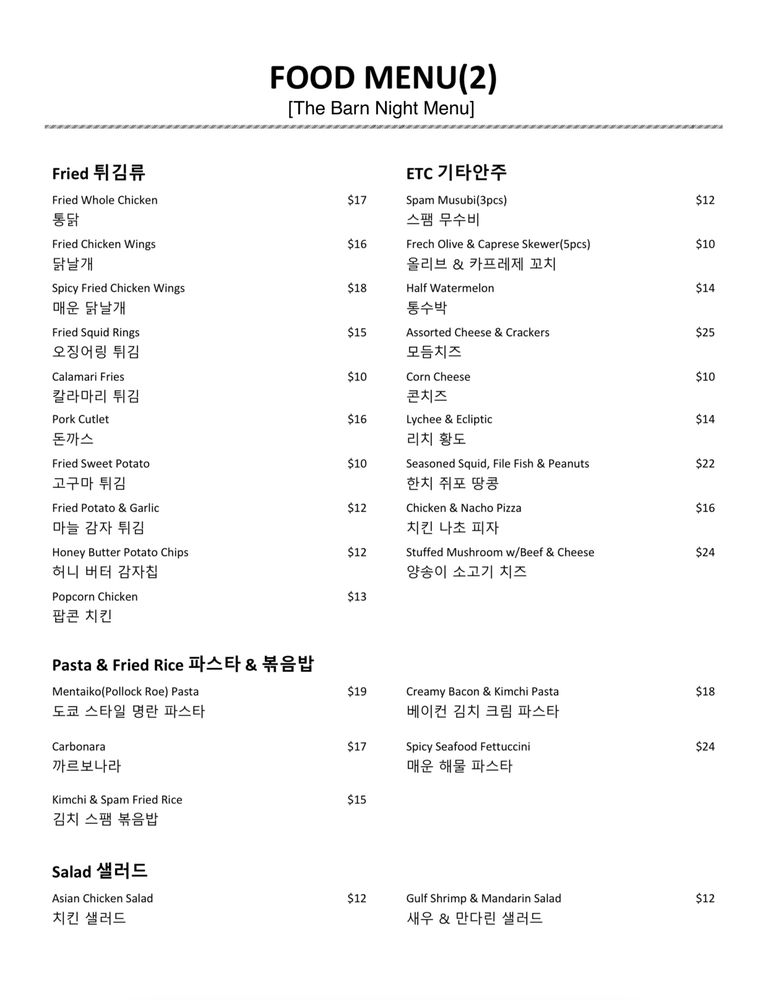 FOOD MENU(2)
[The Barn Night Menu]
Fried 튀김류
Fried Whole Chicken $17
통닭
Fried Chicken Wings $16
닭날개
Spicy Fried Chicken Wings $18
매운 닭날개
Fried Squid Rings $15
오징어링 튀김
Calamari Fries $10
칼라마리 튀김
Pork Cutlet $16
돈까스
Fried Sweet Potato $10
고구마 튀김
Fried Potato & Garlic $12
마늘 감자 튀김
Honey Butter Potato Chips $12
허니 버터 감자칩
Popcorn Chicken $13
팝콘 치킨
ETC 기타안주
Spam Musubi(3pcs) $12
스팸 무수비
Frech Olive & Caprese Skewer(5pcs) $10
올리브 & 카프레제 꼬치
Half Watermelon $14
통수박
Assorted Cheese & Crackers $25
모듬치즈
Corn Cheese $10
콘치즈
Lychee & Ecliptic $14
리치 황도
Seasoned Squid, File Fish & Peanuts $22
한치 쥐포 땅콩
Chicken & Nacho Pizza $16
치킨 나초 피자
Stuffed Mushroom w/Beef & Cheese $24
양송이 소고기 치즈
Pasta & Fried Rice 파스타 & 볶음밥
Mentaiko(Pollock Roe) Pasta $19
도쿄 스타일 명란 파스타
Creamy Bacon & Kimchi Pasta $18
베이컨 김치 크림 파스타
Carbonara $17
까르보나라
Spicy Seafood Fettuccini $24
매운 해물 파스타
Kimchi & Spam Fried Rice $15
김치 스팸 볶음밥
Salad 샐러드
Asian Chicken Salad $12
치킨 샐러드
Gulf Shrimp & Mandarin Salad $12
새우 & 만다린 샐러드